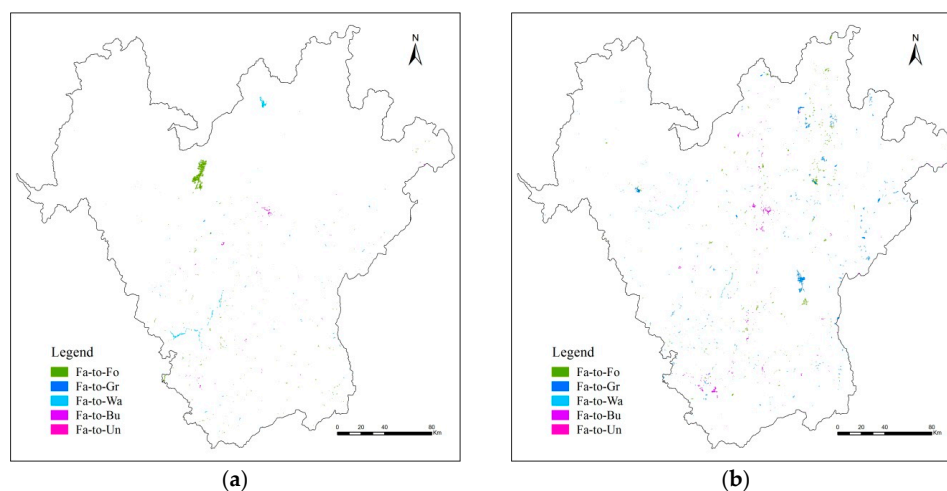 N
Legend
Fa-to-Fo
Fa-to-Gr
Fa-to-Wa
Fa-to-Bu
Fa-to-Un
0 20 40 80
Km
(a)
N
Legend
Fa-to-Fo
Fa-to-Gr
Fa-to-Wa
Fa-to-Bu
Fa-to-Un
0 20 40 80
Km
(b)